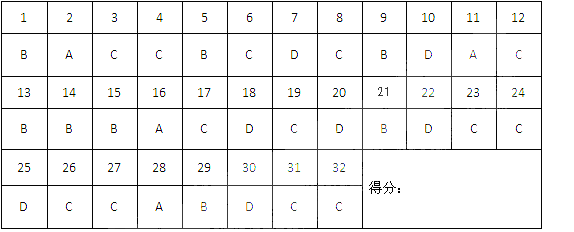 1 2 3 4 5 6 7 8 9 10 11 12
B A C C B C D C B D A C
13 14 15 16 17 18 19 20 21 22 23 24
B B B A C D C D B D C C
25 26 27 28 29 30 31 32
得分:
D C C A B D C C